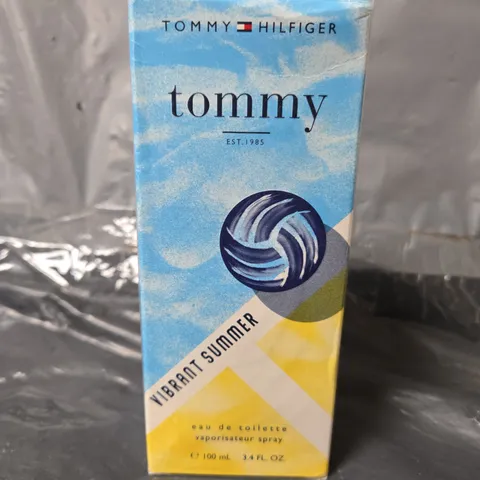 TOMMY HILFIGER
tommy
EST. 1985
VIBRANT SUMMER
eau de toilette
vaporisateur spray
℮ 100 mL 3.4 FL. OZ.